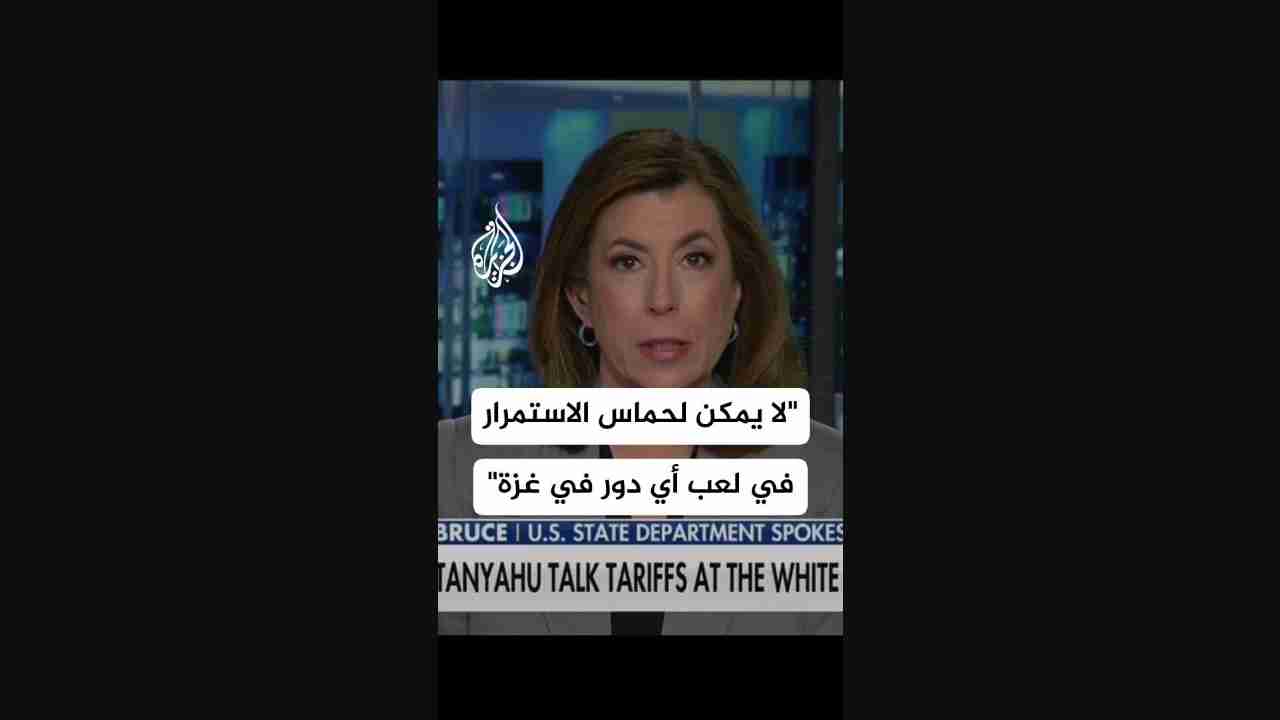 الجزيرة
"لا يمكن لحماس الاستمرار
في لعب أي دور في غزة"
BRUCE | U.S. STATE DEPARTMENT SPOKES
TANYAHU TALK TARIFFS AT THE WHITE